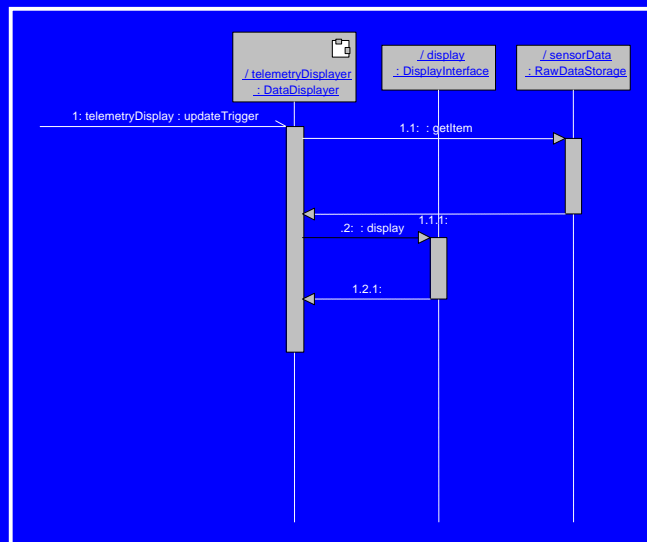 / telemetryDisplayer
: DataDisplayer
/ display
: DisplayInterface
/ sensorData
: RawDataStorage
1: telemetryDisplay : updateTrigger
1.1:  : getItem
1.1.1:
.2:  : display
1.2.1: